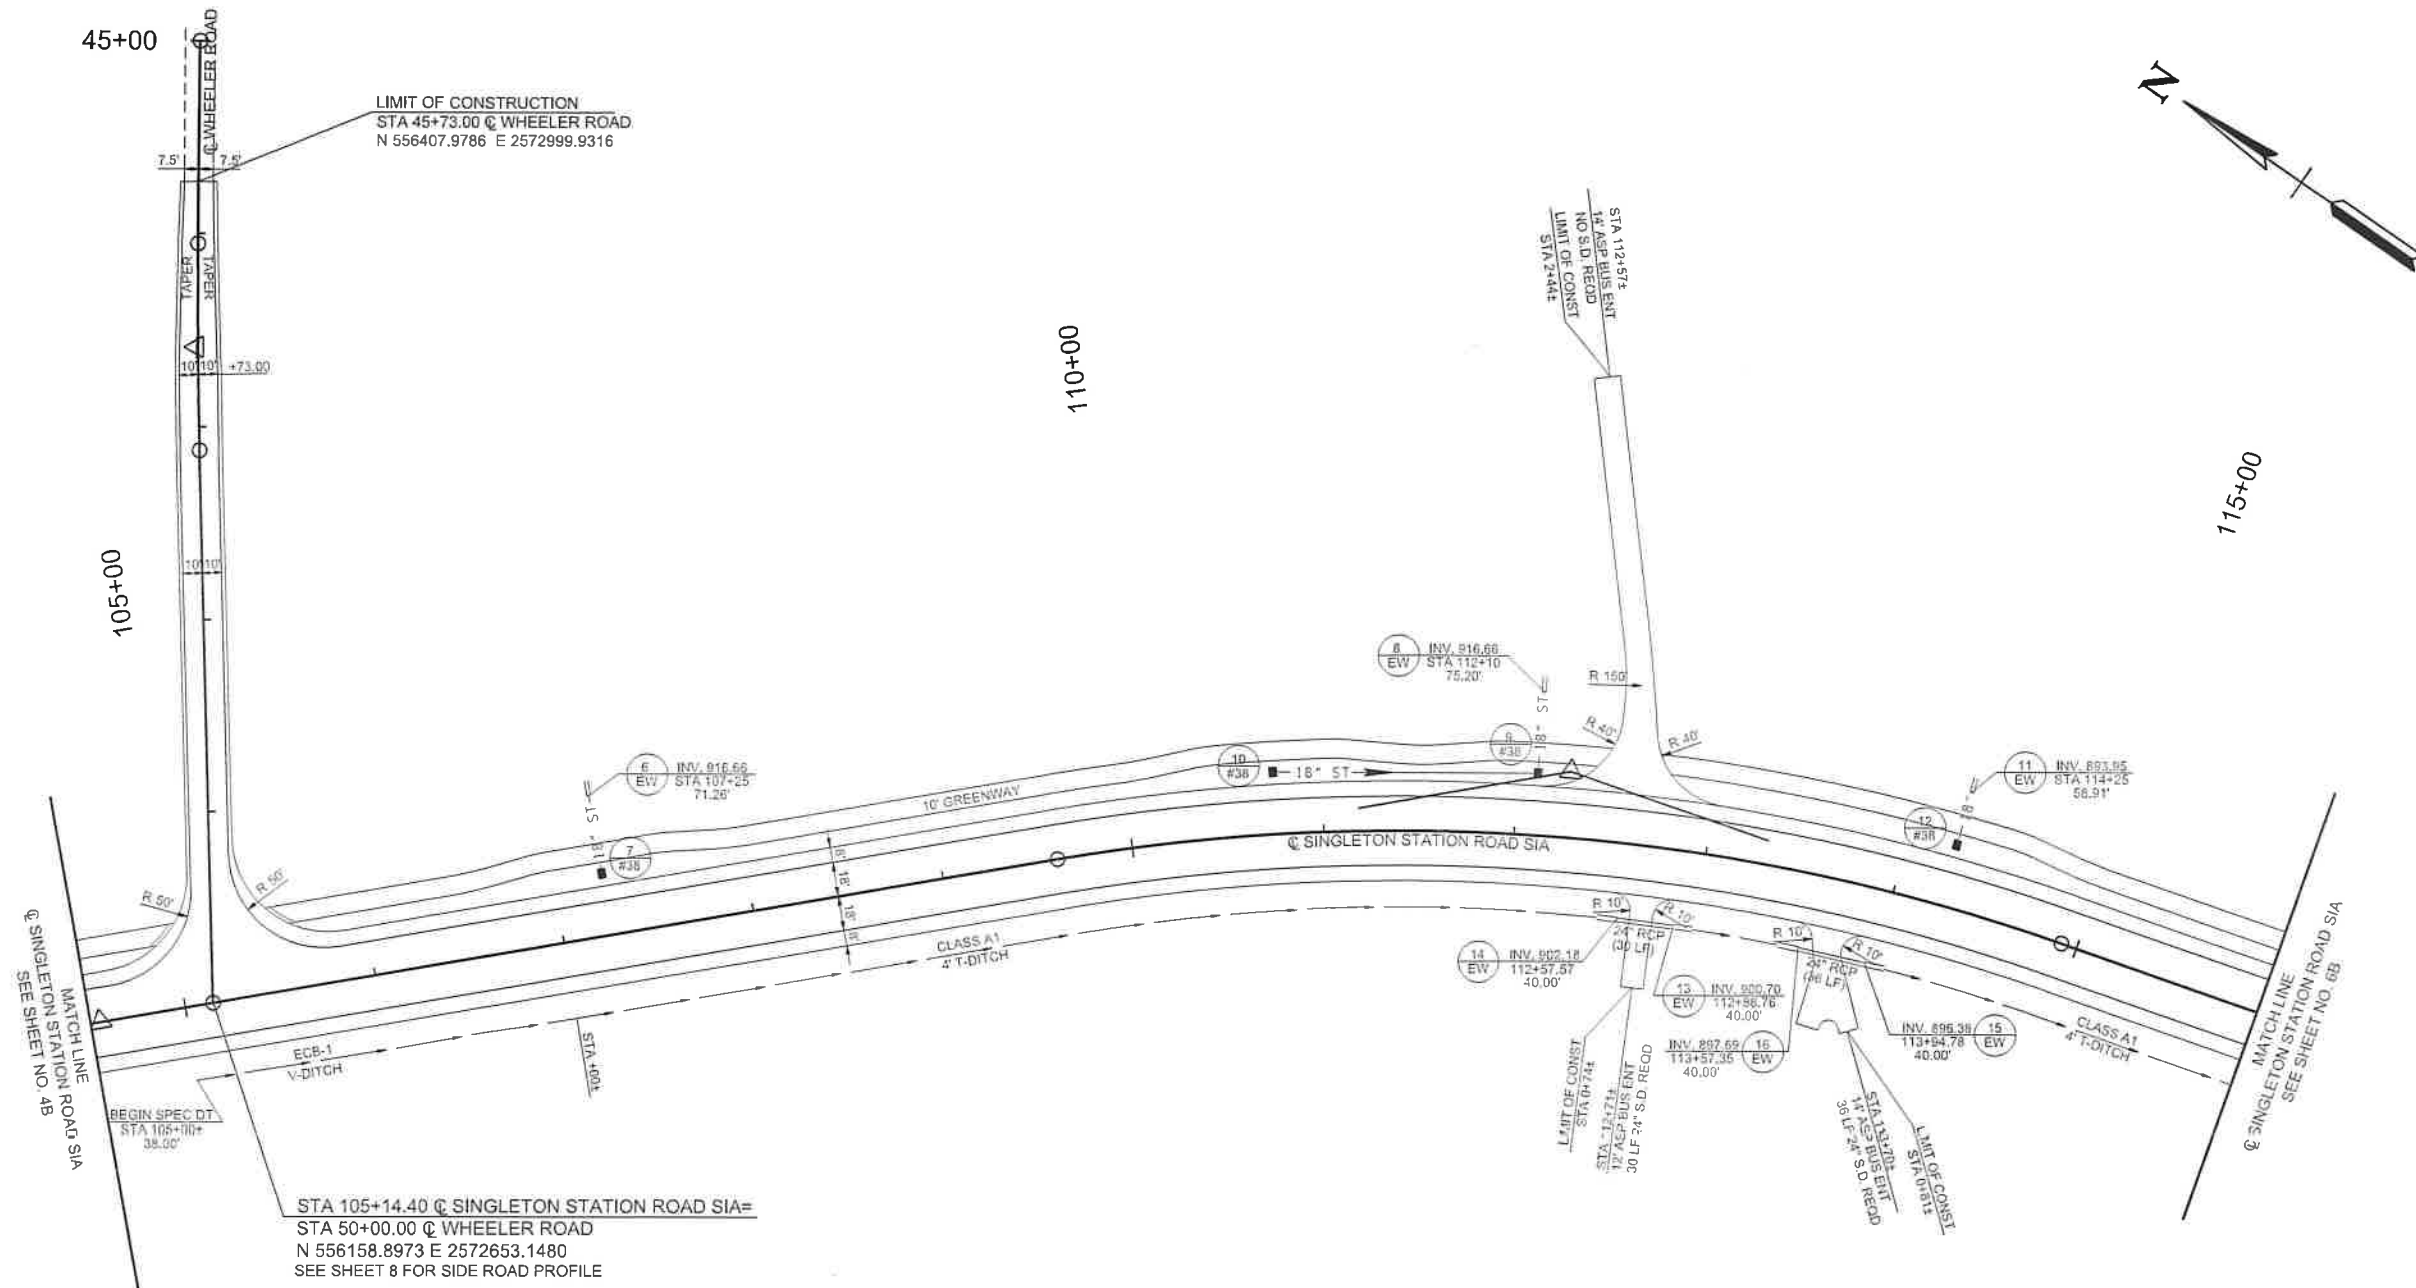 45+00
℄ WHEELER ROAD
LIMIT OF CONSTRUCTION
STA 45+73.00 ℄ WHEELER ROAD
N 556407.9786 E 2572999.9316
7.5'
7.5'
TAPER
TAPER
10'
10'
+73.00
10'
10'
N
105+00
110+00
115+00
STA 112+57±
14' ASP BUS ENT
NO S.D. REQD
LIMIT OF CONST
STA 2+44±
R 150'
R 40'
R 40'
8
EW
INV. 916.66
STA 112+10
75.20'
18" ST
9
#38
10
#38
18" ST
6
EW
INV. 916.66
STA 107+25
71.26'
18" ST
7
#38
10' GREENWAY
11
EW
INV. 893.95
STA 114+25
56.91'
18"
12
#38
R 50'
R 50'
8'
18'
18'
8'
℄ SINGLETON STATION ROAD SIA
CLASS A1
4' T-DITCH
ECB-1
V-DITCH
STA +00±
BEGIN SPEC DT
STA 105+00±
38.00'
MATCH LINE
℄ SINGLETON STATION ROAD SIA
SEE SHEET NO. 4B
R 10'
R 10'
24" RCP
(30 LF)
14
EW
INV. 902.18
112+57.57
40.00'
13
EW
INV. 900.70
112+86.76
40.00'
R 10'
R 10'
24" RCP
(36 LF)
INV. 897.69
113+57.35
40.00'
16
EW
INV. 895.36
113+94.78
40.00'
15
EW
LIMIT OF CONST
STA 0+74±
12' ASP BUS ENT
30 LF 24" S.D. REQD
14' ASP BUS ENT
36 LF 24" S.D. REQD
LIMIT OF CONST
STA 0+81±
CLASS A1
4' T-DITCH
MATCH LINE
℄ SINGLETON STATION ROAD SIA
SEE SHEET NO. 6B
STA 105+14.40 ℄ SINGLETON STATION ROAD SIA=
STA 50+00.00 ℄ WHEELER ROAD
N 556158.8973 E 2572653.1480
SEE SHEET 8 FOR SIDE ROAD PROFILE